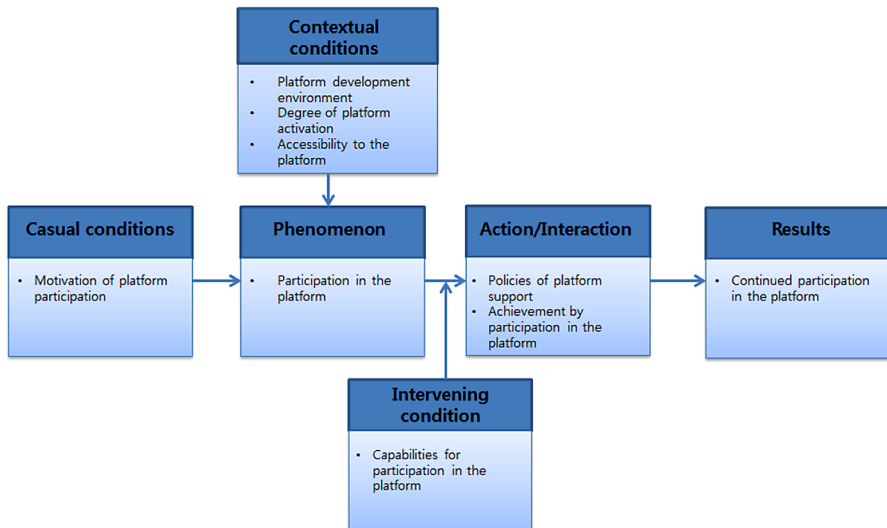 Contextual
conditions
• Platform development
environment
• Degree of platform
activation
• Accessibility to the
platform
Casual conditions
• Motivation of platform
participation
Phenomenon
• Participation in the
platform
Action/Interaction
• Policies of platform
support
• Achievement by
participation in the
platform
Results
• Continued participation
in the platform
Intervening
condition
• Capabilities for
participation in the
platform